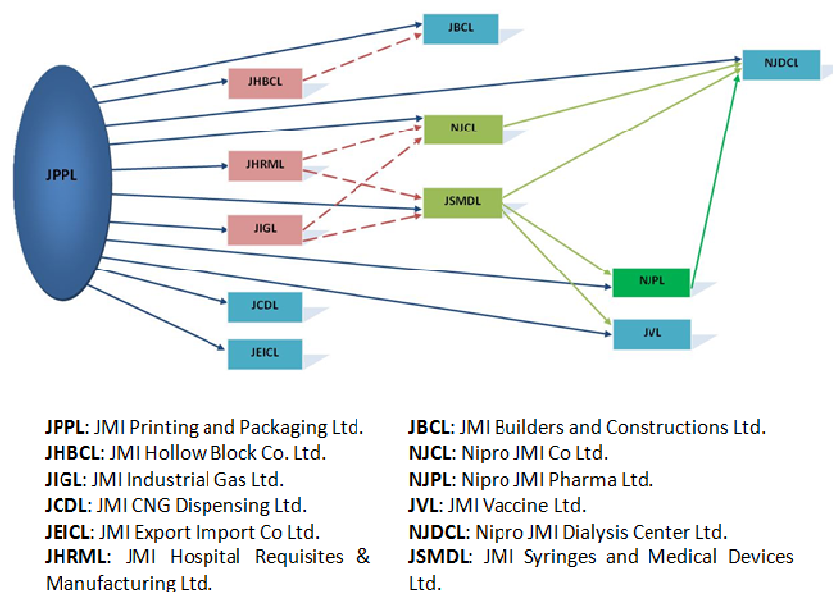 JBCL
NJDCL
JHBCL
NJCL
JHRML
JPPL
JSMDL
JIGL
NJPL
JCDL
JVL
JEICL
JPPL: JMI Printing and Packaging Ltd.
JHBCL: JMI Hollow Block Co. Ltd.
JIGL: JMI Industrial Gas Ltd.
JCDL: JMI CNG Dispensing Ltd.
JEICL: JMI Export Import Co Ltd.
JHRML: JMI Hospital Requisites &
Manufacturing Ltd.
JBCL: JMI Builders and Constructions Ltd.
NJCL: Nipro JMI Co Ltd.
NJPL: Nipro JMI Pharma Ltd.
JVL: JMI Vaccine Ltd.
NJDCL: Nipro JMI Dialysis Center Ltd.
JSMDL: JMI Syringes and Medical Devices
Ltd.